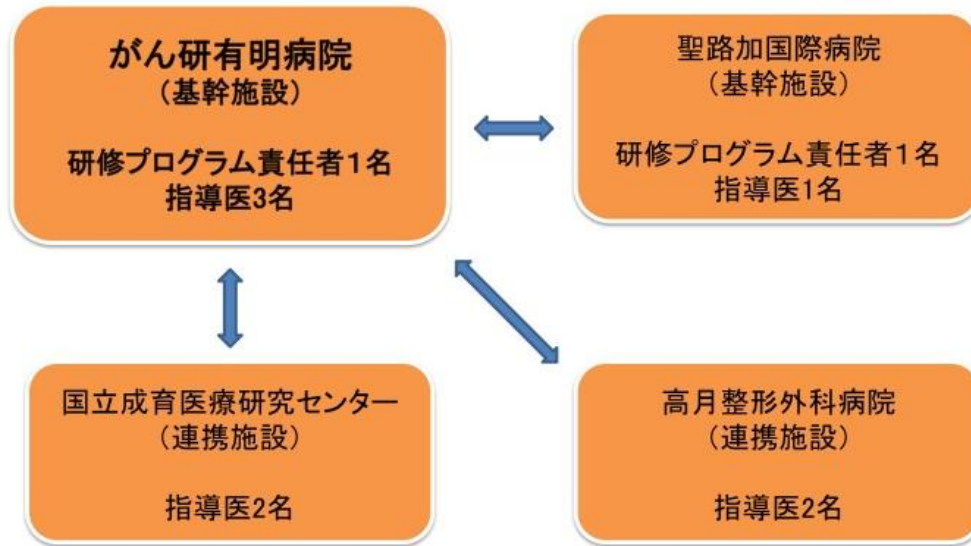 がん研有明病院
（基幹施設）
研修プログラム責任者１名
指導医3名
聖路加国際病院
（基幹施設）
研修プログラム責任者１名
指導医1名
国立成育医療研究センター
（連携施設）
指導医2名
高月整形外科病院
（連携施設）
指導医2名